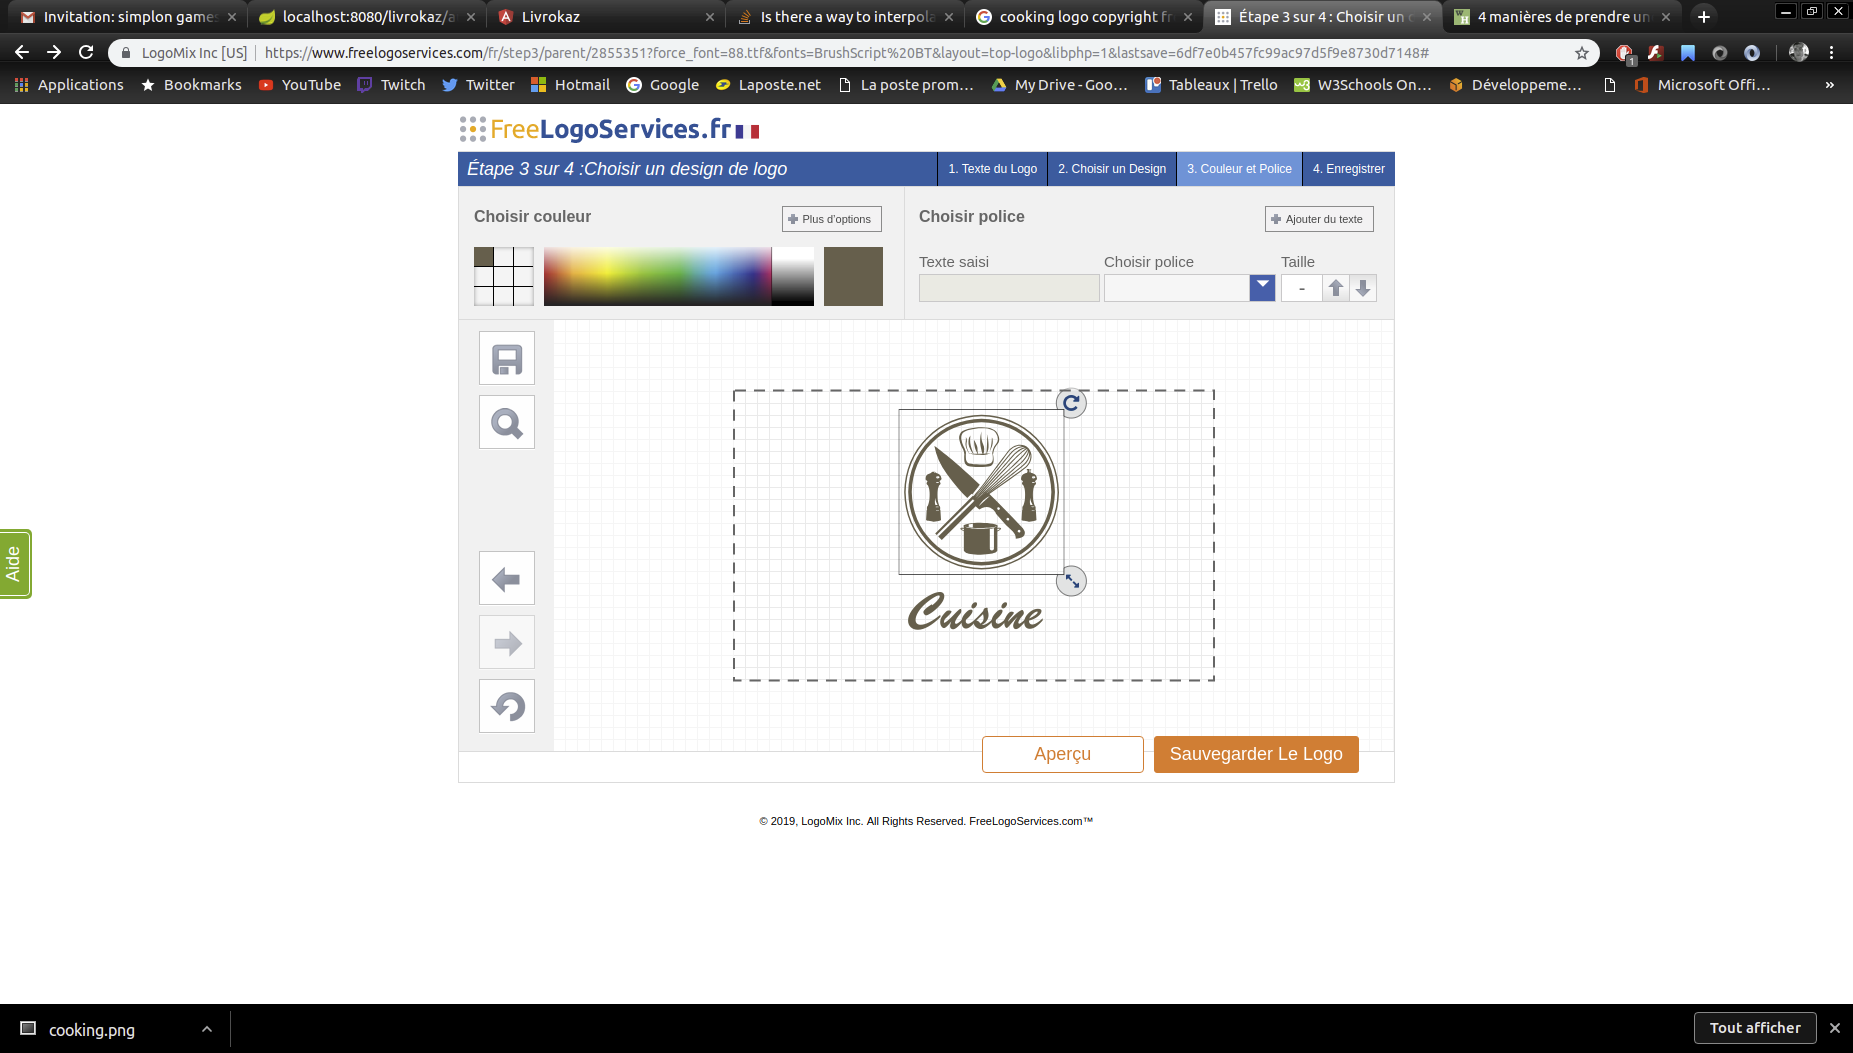 Invitation: simplon games
localhost:8080/livrokaz/a
Livrokaz
Is there a way to interpola
cooking logo copyright fr
Étape 3 sur 4 : Choisir un
4 manières de prendre un
LogoMix Inc [US]
https://www.freelogoservices.com/fr/step3/parent/2855351?force_font=88.ttf&fonts=BrushScript%20BT&layout=top-logo&libphp=1&lastsave=6df7e0b457fc99ac97d5f9e8730d7148#
1
Applications
Bookmarks
YouTube
Twitch
Twitter
Hotmail
Google
Laposte.net
La poste prom...
My Drive - Goo...
Tableaux | Trello
W3Schools On...
Développeme...
Microsoft Offi...
»
FreeLogoServices.fr
Étape 3 sur 4 :Choisir un design de logo
1. Texte du Logo
2. Choisir un Design
3. Couleur et Police
4. Enregistrer
Choisir couleur
Plus d'options
Choisir police
Ajouter du texte
Texte saisi
Choisir police
Taille
-
Aide
Cuisine
Aperçu
Sauvegarder Le Logo
© 2019, LogoMix Inc. All Rights Reserved. FreeLogoServices.com™
cooking.png
Tout afficher